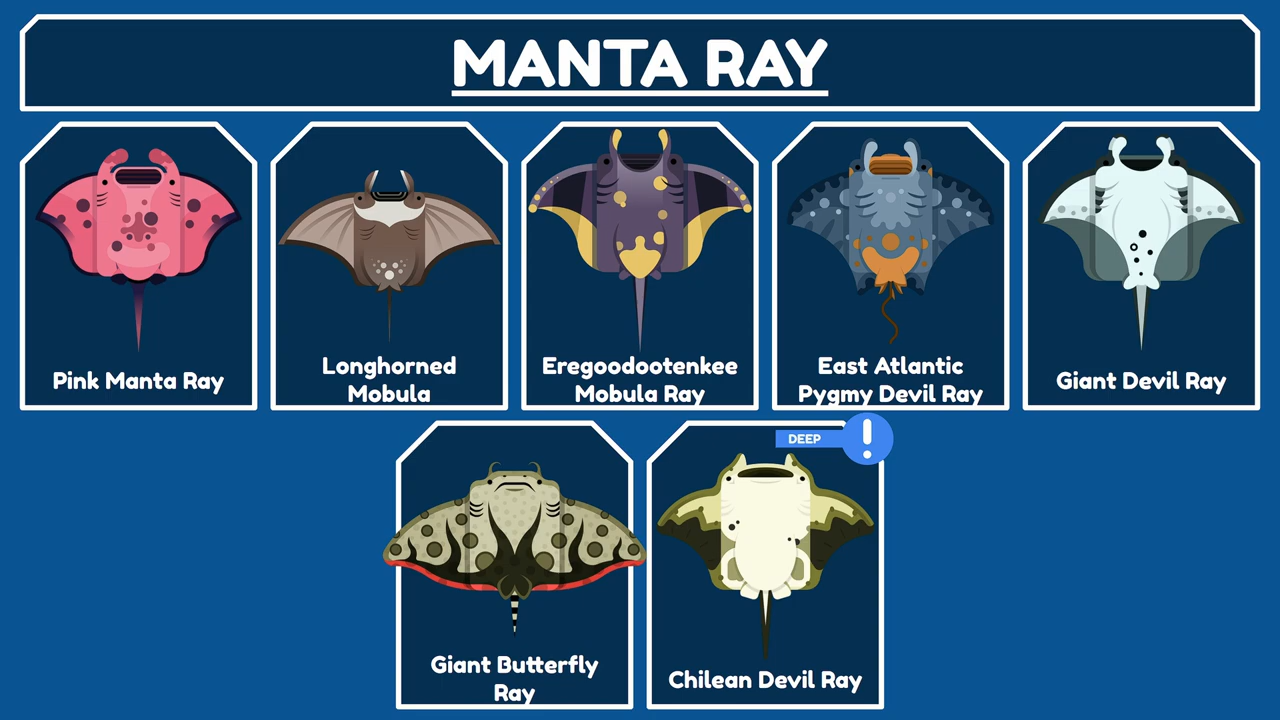 MANTA RAY
Pink Manta Ray
Longhorned
Mobula
Eregoodootenkee
Mobula Ray
East Atlantic
Pygmy Devil Ray
Giant Devil Ray
DEEP !
Giant Butterfly
Ray
Chilean Devil Ray